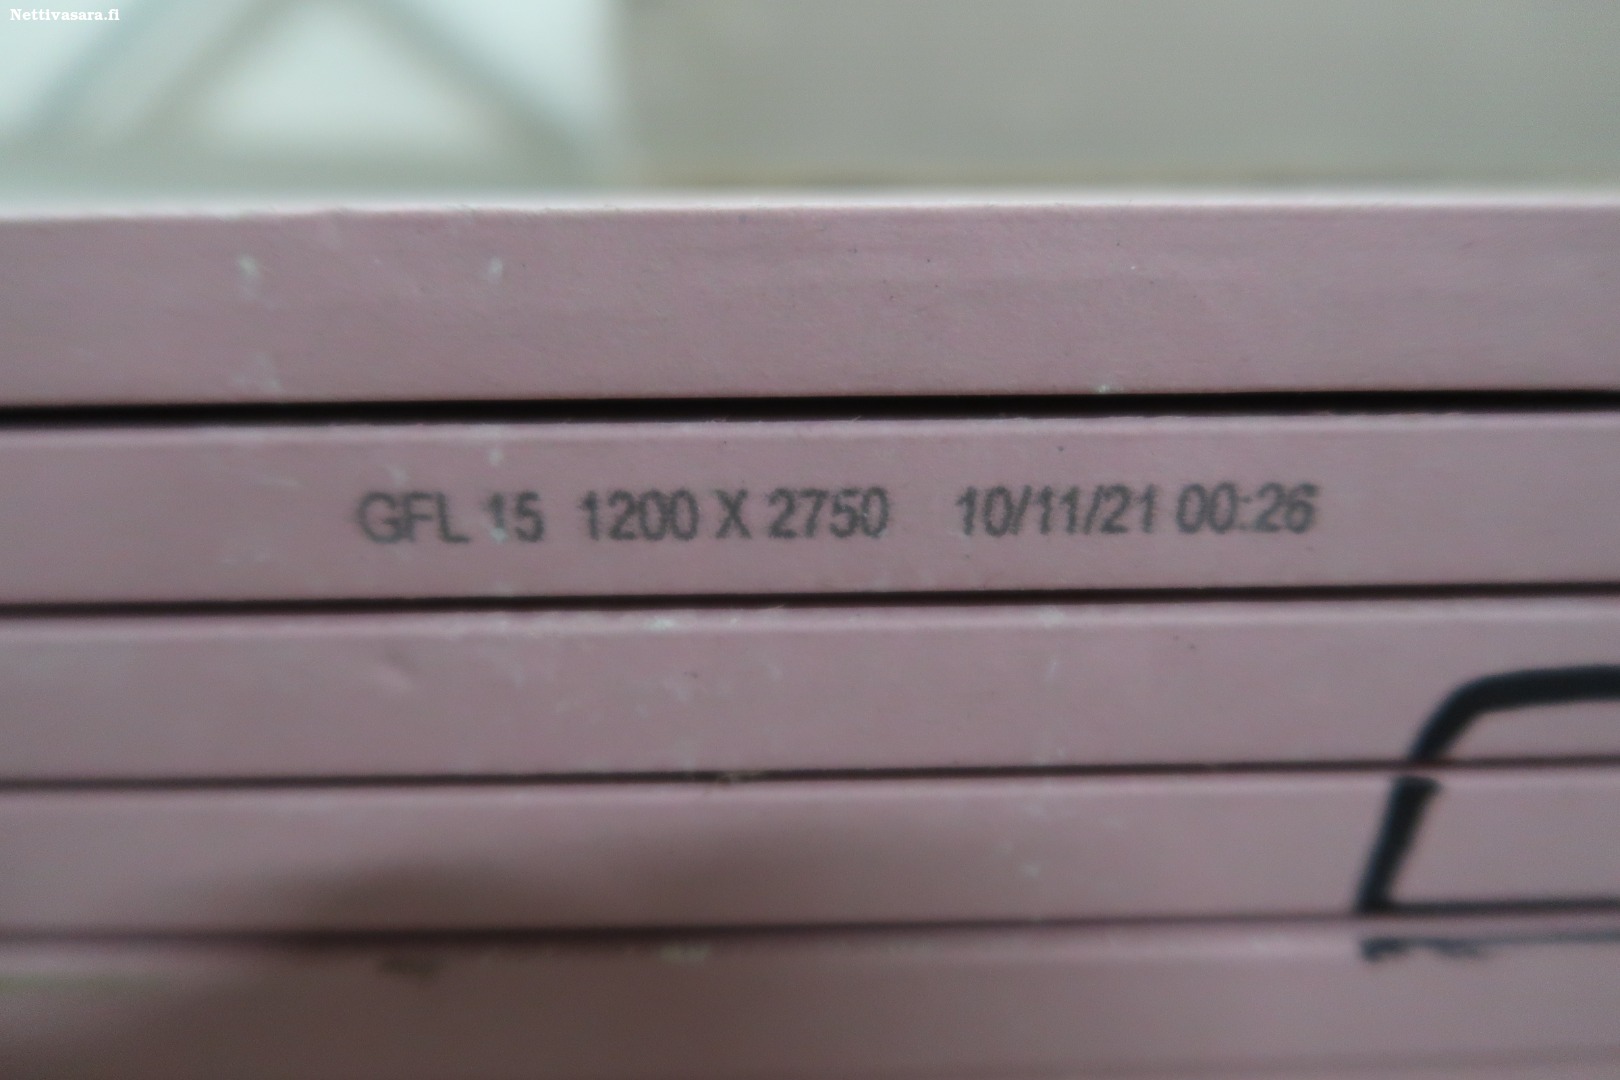 Nettivasara.fi
GFL 15 1200 X 2750 10/11/21 00:26